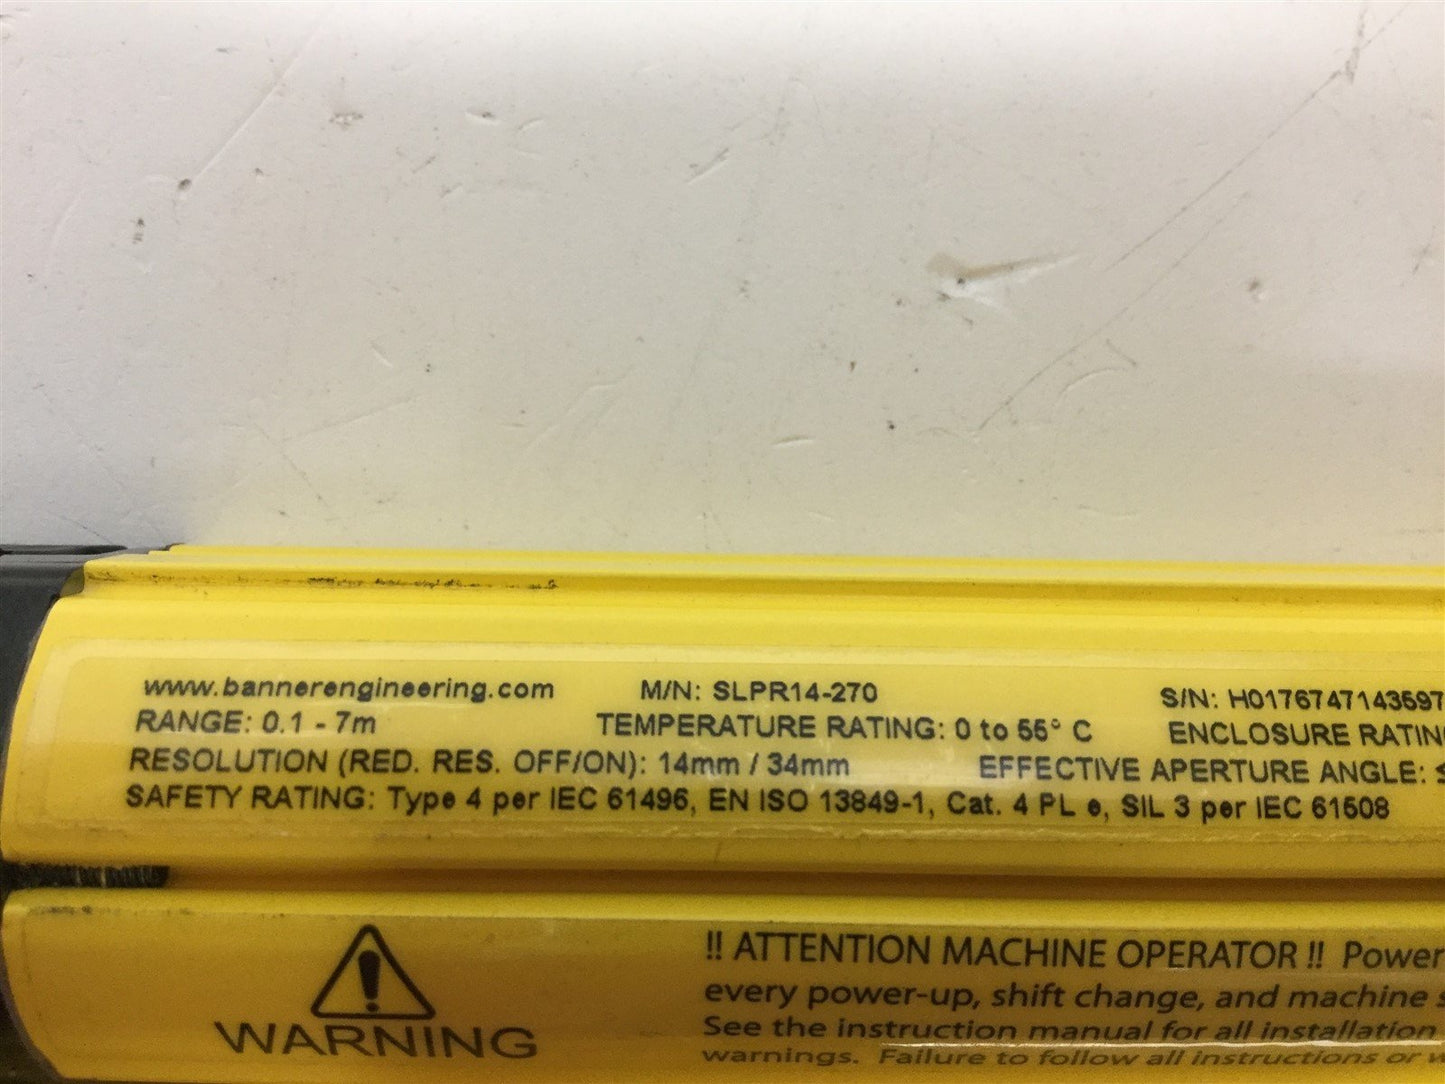 www.bannerengineering.com M/N: SLPR14-270 S/N: H0176747143597
RANGE: 0.1 - 7m TEMPERATURE RATING: 0 to 55° C ENCLOSURE RATING
RESOLUTION (RED. RES. OFF/ON): 14mm / 34mm EFFECTIVE APERTURE ANGLE: ≤
SAFETY RATING: Type 4 per IEC 61496, EN ISO 13849-1, Cat. 4 PL e, SIL 3 per IEC 61508
WARNING
!! ATTENTION MACHINE OPERATOR !! Power
every power-up, shift change, and machine s
See the instruction manual for all installation
warnings. Failure to follow all instructions or w